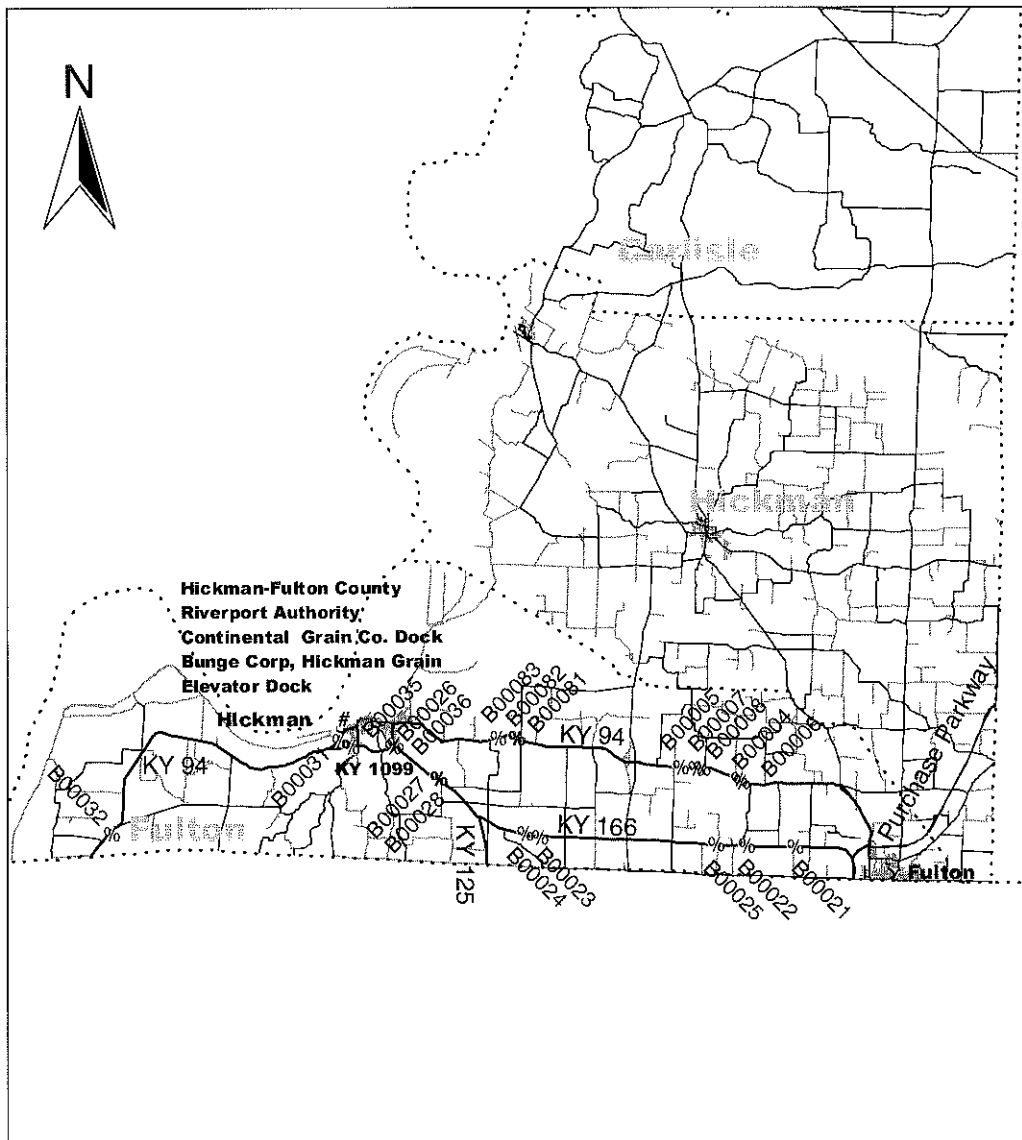 N
Carlisle
Hickman
Hickman-Fulton County
Riverport Authority
Continental Grain Co. Dock
Bunge Corp, Hickman Grain
Elevator Dock
Hickman #
B00035
B00026
B00036
B00083
B00082
B00081
B00005
B00007
B00008
B00004
B00006
Purchase Parkway
KY 94
KY 94
B00031
KY 1099
B00032
Fulton
B00027
B00028
KY 125
KY 166
B00023
B00024
B00025
B00022
B00021
Fulton